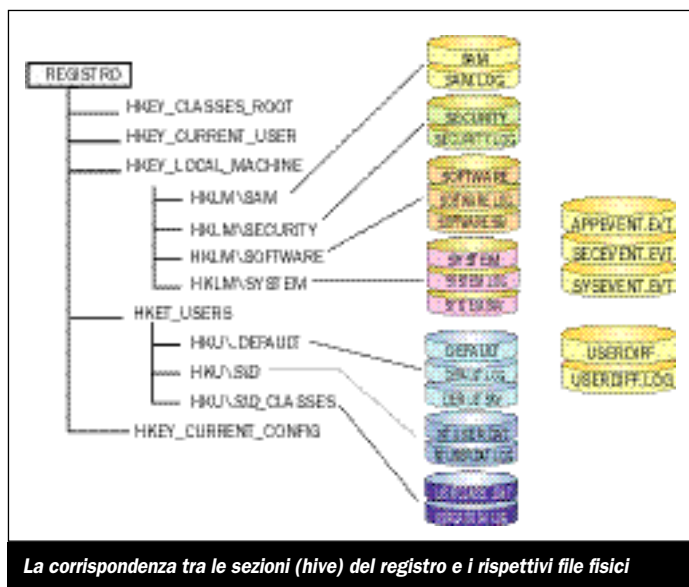 REGISTRO
HKEY_CLASSES_ROOT
HKEY_CURRENT_USER
HKEY_LOCAL_MACHINE
HKLM\SAM
HKLM\SECURITY
HKLM\SOFTWARE
HKLM\SYSTEM
HKET_USERS
HKU\.DEFAULT
HKU\SID
HKU\SID_CLASSES
HKEY_CURRENT_CONFIG
SAM
SAM.LOG
SECURITY
SECURITY.LOG
SOFTWARE
SOFTWARE.LOG
SYSTEM
SYSTEM.LOG
DEFAULT
DEFAULT.LOG
APPEVENT.EVT
SECEVENT.EVT
SYSEVENT.EVT
USERDIFF
USERDIFF.LOG
La corrispondenza tra le sezioni (hive) del registro e i rispettivi file fisici